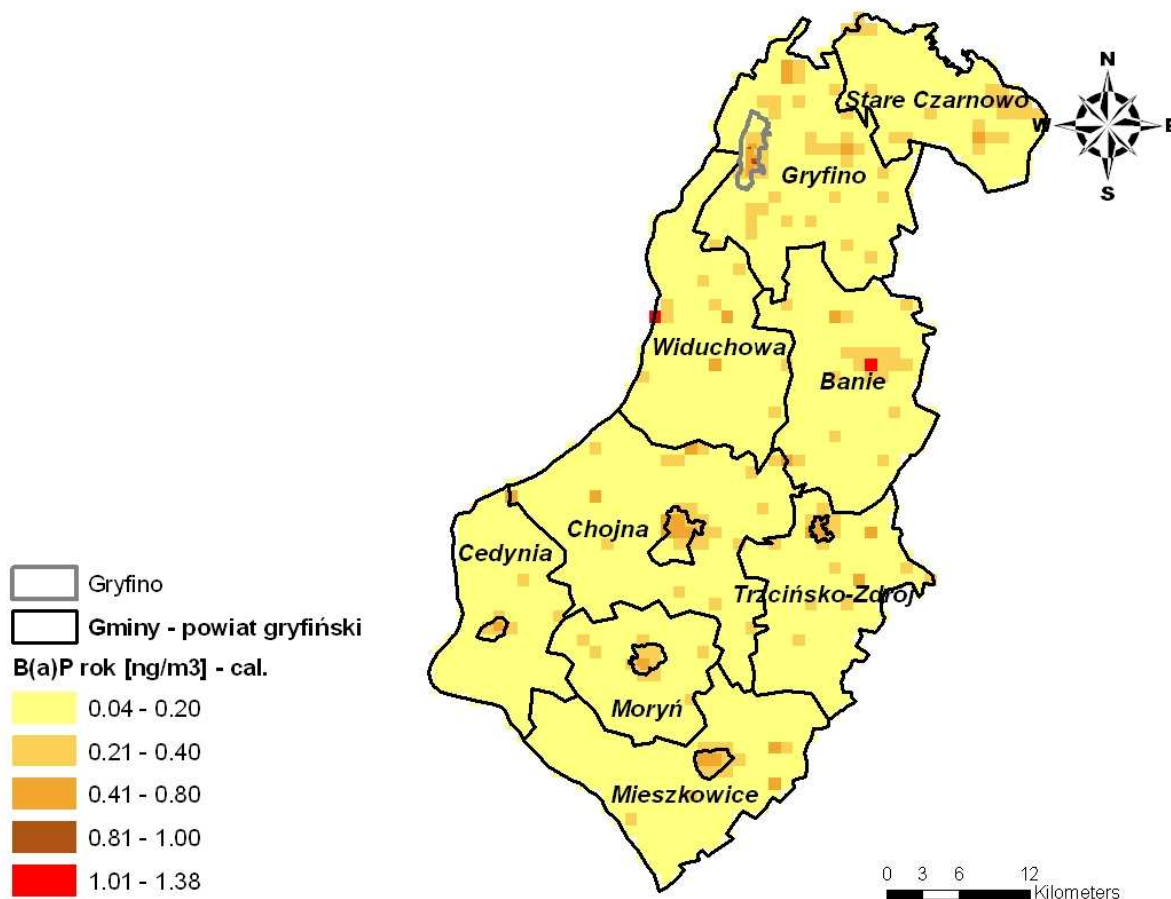 N
W
E
S
Stare Czarnowo
Gryfino
Widuchowa
Banie
Chojna
Cedynia
Trzcińsko-Zdrój
Moryń
Mieszkowice
Gryfino
Gminy - powiat gryfiński
B(a)P rok [ng/m3] - cal.
0.04 - 0.20
0.21 - 0.40
0.41 - 0.80
0.81 - 1.00
1.01 - 1.38
0 3 6 12
Kilometers